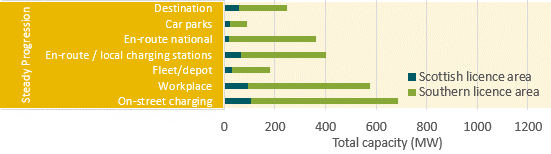 Steady Progression
Destination
Car parks
En-route national
En-route / local charging stations
Fleet/depot
Workplace
On-street charging
Scottish licence area
Southern licence area
0 200 400 600 800 1000 1200
Total capacity (MW)